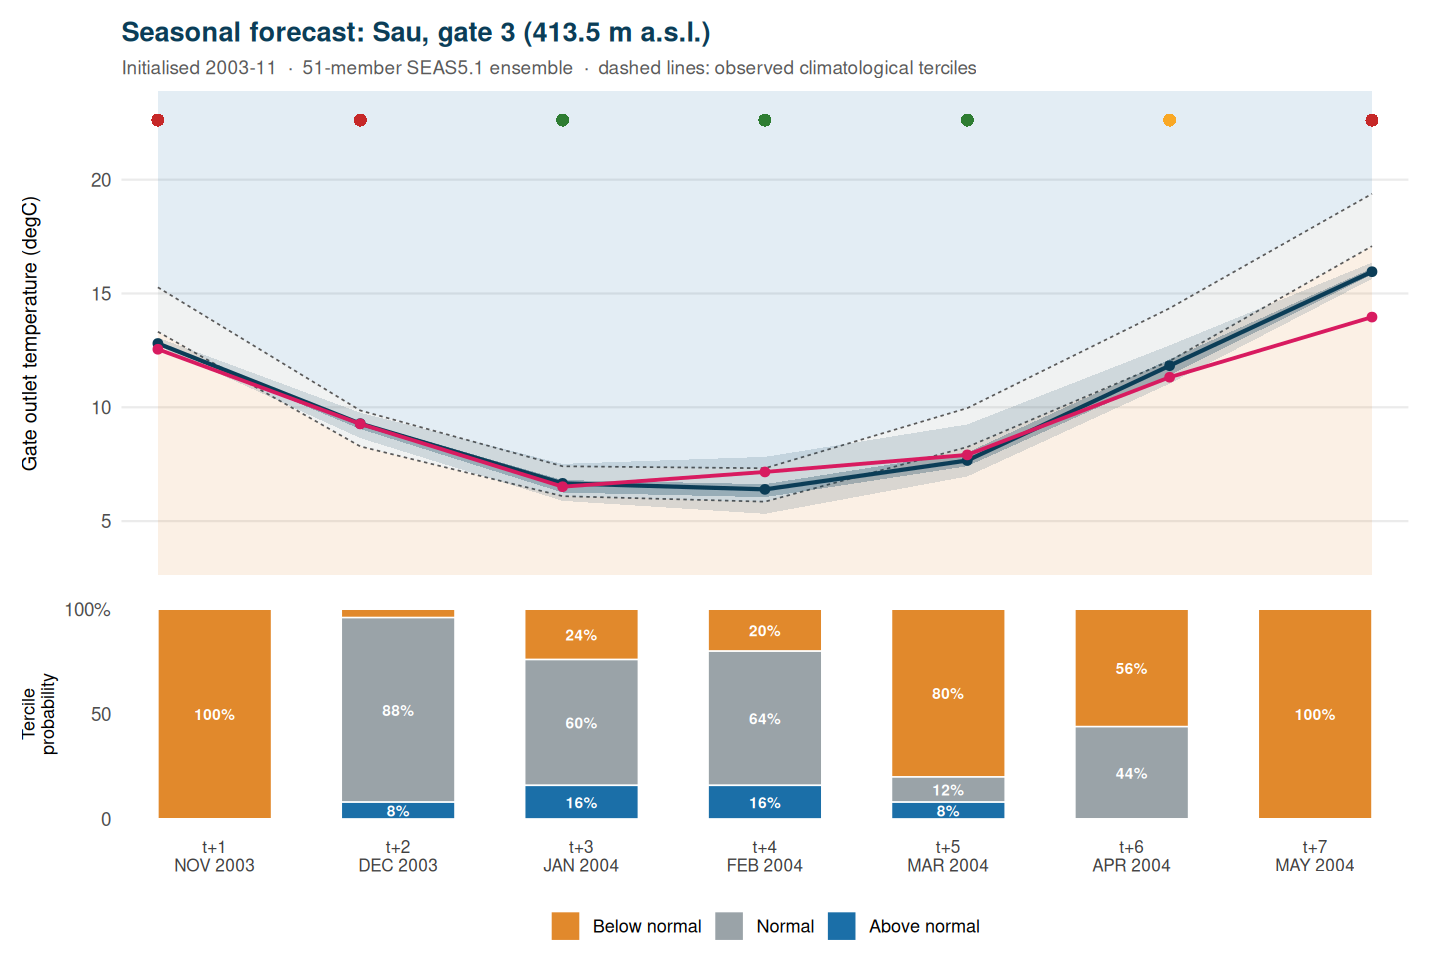 Seasonal forecast: Sau, gate 3 (413.5 m a.s.l.)
Initialised 2003-11 · 51-member SEAS5.1 ensemble · dashed lines: observed climatological terciles
Gate outlet temperature (degC)
20
15
10
5
Tercile
probability
100%
50
0
100%
88%
8%
24%
60%
16%
20%
64%
16%
80%
12%
8%
56%
44%
100%
t+1
NOV 2003
t+2
DEC 2003
t+3
JAN 2004
t+4
FEB 2004
t+5
MAR 2004
t+6
APR 2004
t+7
MAY 2004
Below normal
Normal
Above normal